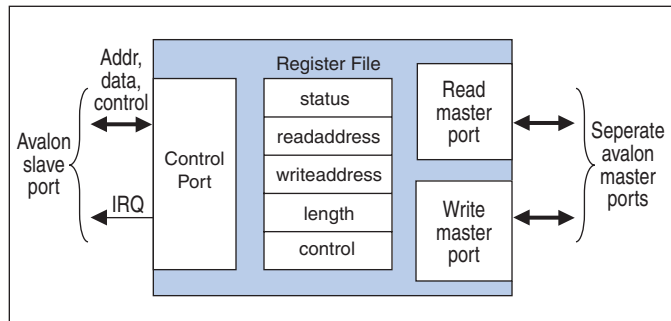 Addr,
data,
control
Avalon
slave
port
IRQ
Control
Port
Register File
status
readaddress
writeaddress
length
control
Read
master
port
Write
master
port
Seperate
avalon
master
ports